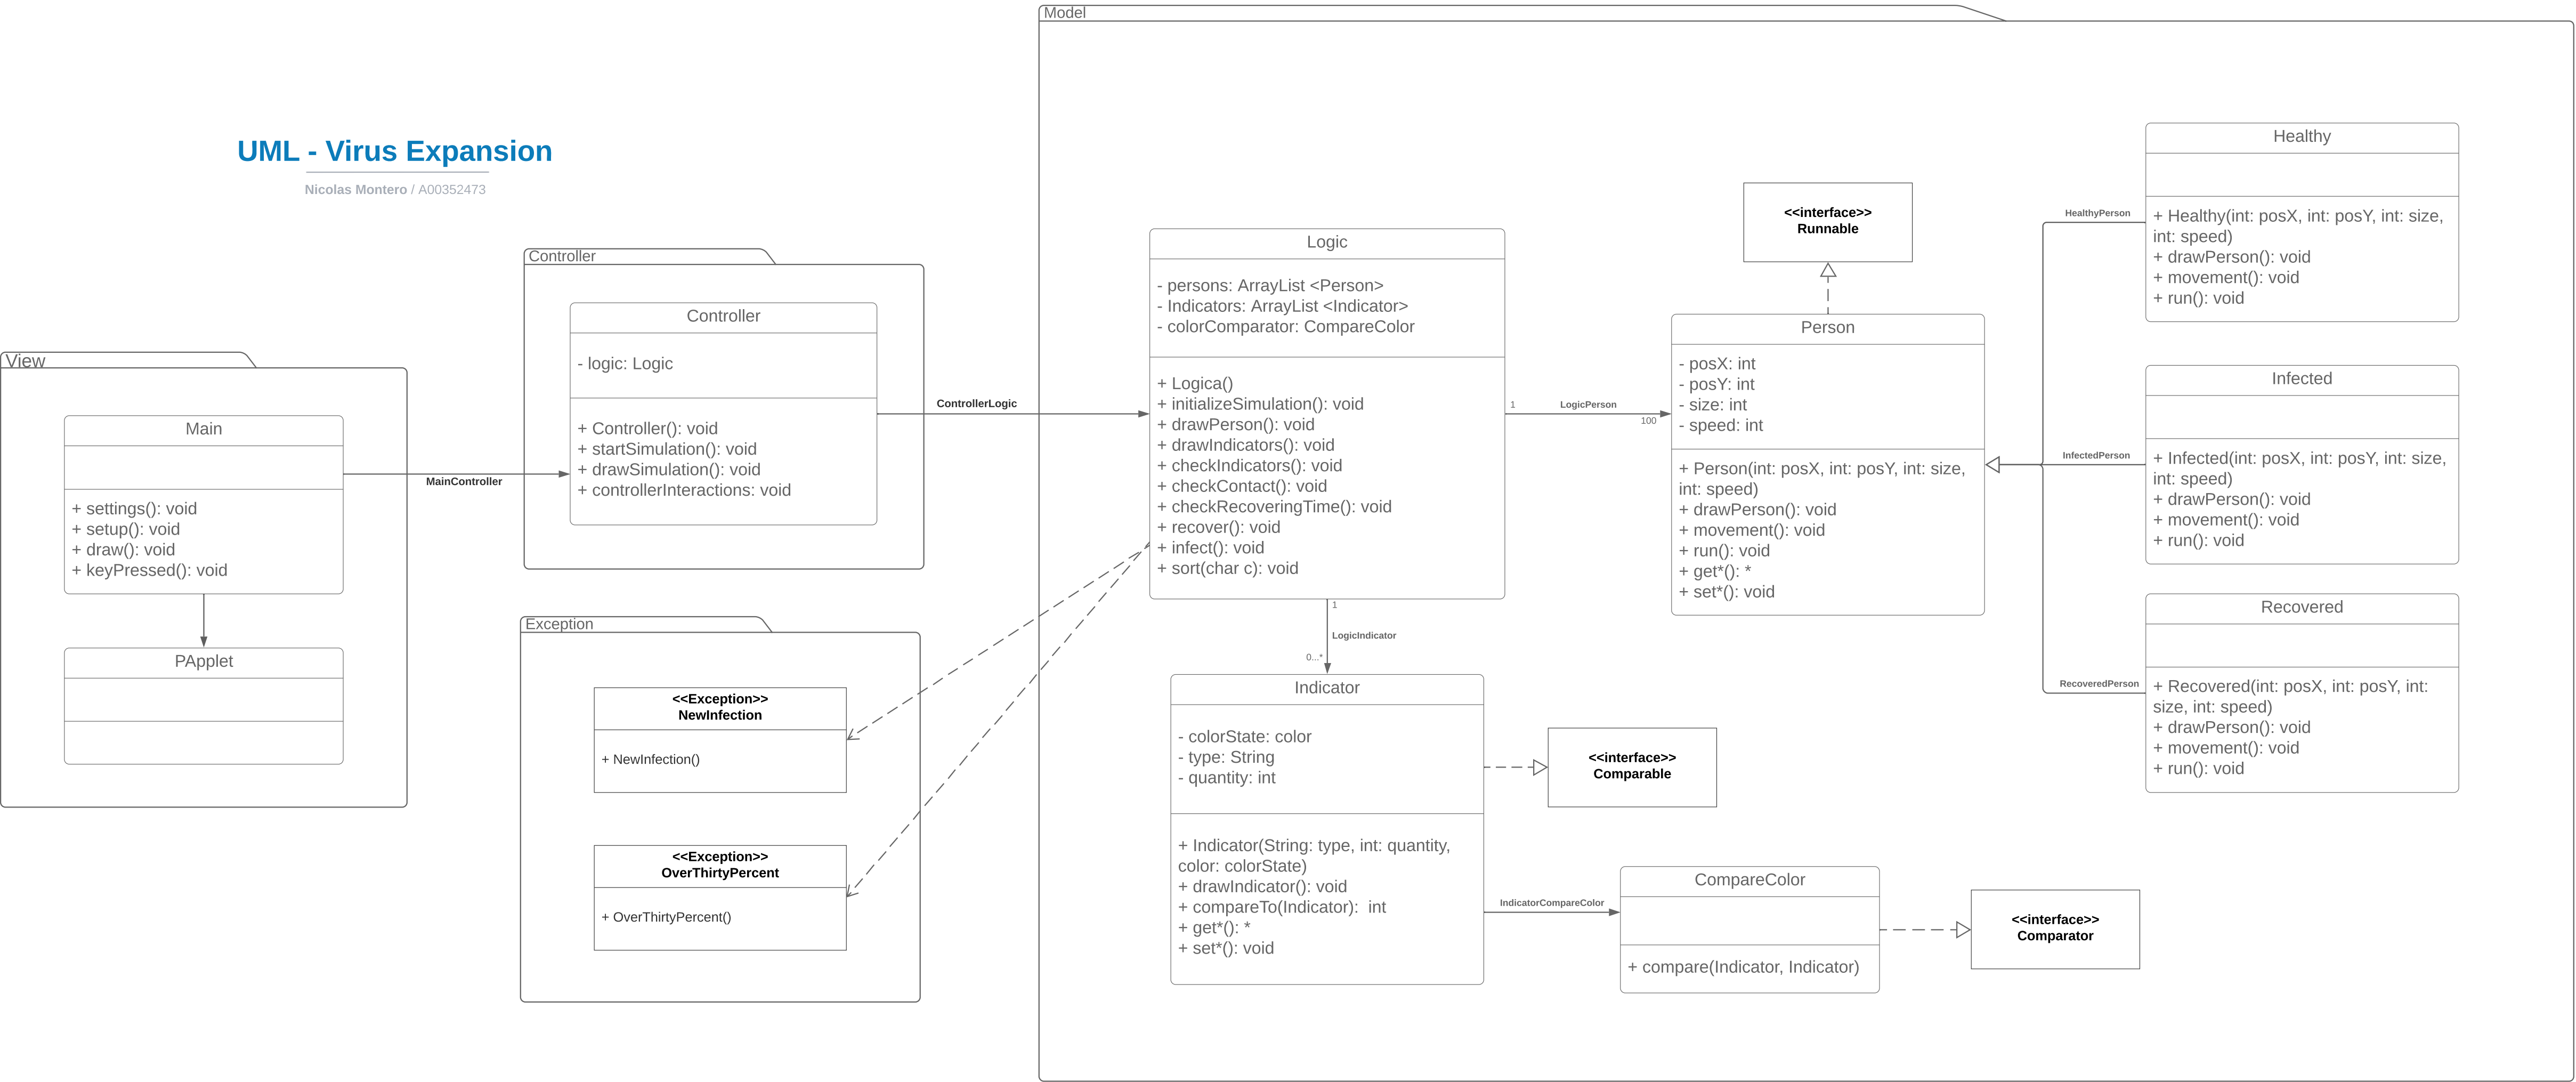 Model
UML - Virus Expansion
Nicolas Montero / A00352473
View
Main
+ settings(): void
+ setup(): void
+ draw(): void
+ keyPressed(): void
PApplet
MainController
Controller
Controller
- logic: Logic
+ Controller(): void
+ startSimulation(): void
+ drawSimulation(): void
+ controllerInteractions: void
ControllerLogic
Exception
<<Exception>>
NewInfection
+ NewInfection()
<<Exception>>
OverThirtyPercent
+ OverThirtyPercent()
Logic
- persons: ArrayList <Person>
- Indicators: ArrayList <Indicator>
- colorComparator: CompareColor
+ Logica()
+ initializeSimulation(): void
+ drawPerson(): void
+ drawIndicators(): void
+ checkIndicators(): void
+ checkContact(): void
+ checkRecoveringTime(): void
+ recover(): void
+ infect(): void
+ sort(char c): void
1
LogicPerson
100
1
LogicIndicator
0...*
Indicator
- colorState: color
- type: String
- quantity: int
+ Indicator(String: type, int: quantity,
color: colorState)
+ drawIndicator(): void
+ compareTo(Indicator):  int
+ get*(): *
+ set*(): void
<<interface>>
Comparable
IndicatorCompareColor
CompareColor
+ compare(Indicator, Indicator)
<<interface>>
Comparator
<<interface>>
Runnable
Person
- posX: int
- posY: int
- size: int
- speed: int
+ Person(int: posX, int: posY, int: size,
int: speed)
+ drawPerson(): void
+ movement(): void
+ run(): void
+ get*(): *
+ set*(): void
HealthyPerson
InfectedPerson
RecoveredPerson
Healthy
+ Healthy(int: posX, int: posY, int: size,
int: speed)
+ drawPerson(): void
+ movement(): void
+ run(): void
Infected
+ Infected(int: posX, int: posY, int: size,
int: speed)
+ drawPerson(): void
+ movement(): void
+ run(): void
Recovered
+ Recovered(int: posX, int: posY, int:
size, int: speed)
+ drawPerson(): void
+ movement(): void
+ run(): void